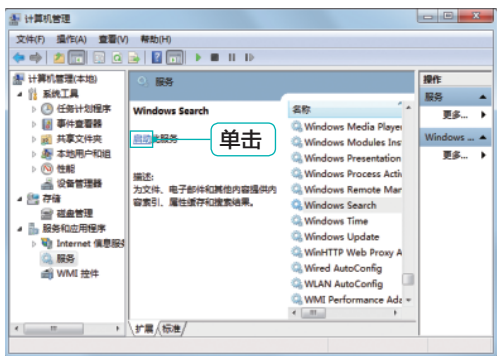 计算机管理
文件(F) 操作(A) 查看(V) 帮助(H)
计算机管理(本地)
系统工具
任务计划程序
事件查看器
共享文件夹
本地用户和组
性能
设备管理器
存储
磁盘管理
服务和应用程序
Internet 信息服务
服务
WMI 控件
服务
Windows Search
启动此服务
单击
描述:
为文件、电子邮件和其他内容提供内
容索引、属性缓存和搜索结果。
名称
Windows Media Player
Windows Modules Ins
Windows Presentation
Windows Process Activ
Windows Remote Mar
Windows Search
Windows Time
Windows Update
WinHTTP Web Proxy A
Wired AutoConfig
WLAN AutoConfig
WMI Performance Ada
扩展 标准
操作
服务
更多...
Windows ...
更多...